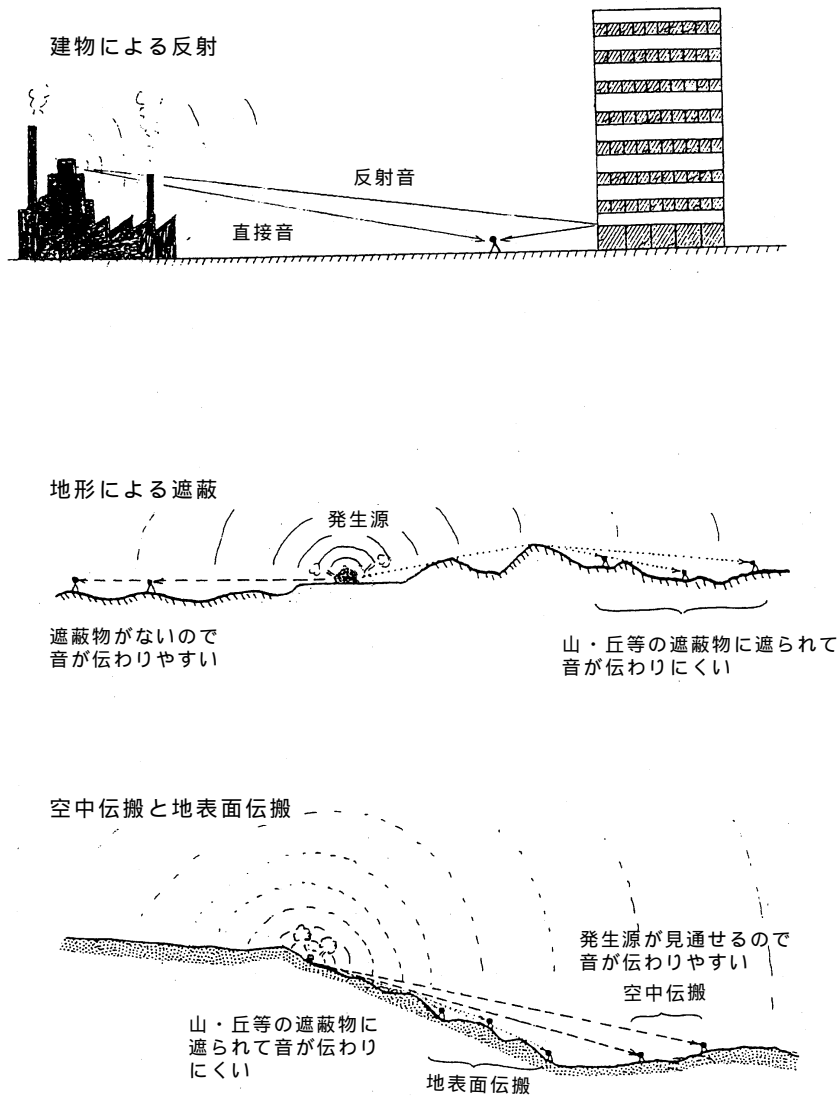 建物による反射
反射音
直接音
地形による遮蔽
発生源
遮蔽物がないので
音が伝わりやすい
山・丘等の遮蔽物に遮られて
音が伝わりにくい
空中伝搬と地表面伝搬
発生源が見通せるので
音が伝わりやすい
空中伝搬
山・丘等の遮蔽物に
遮られて音が伝わり
にくい
地表面伝搬